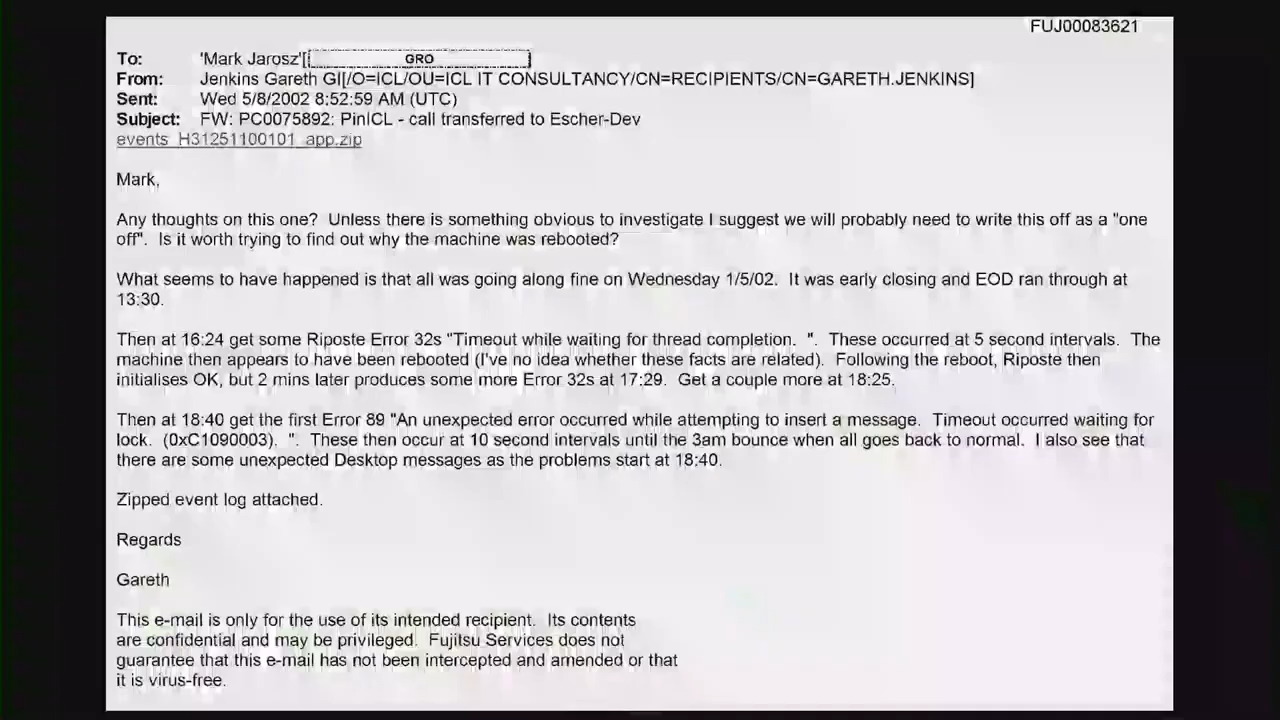 FUJ00083621
To: 'Mark Jarosz'[ GRO ]
From: Jenkins Gareth GI[/O=ICL/OU=ICL IT CONSULTANCY/CN=RECIPIENTS/CN=GARETH.JENKINS]
Sent: Wed 5/8/2002 8:52:59 AM (UTC)
Subject: FW: PC0075892: PinICL - call transferred to Escher-Dev
events_H31251100101_app.zip
Mark,
Any thoughts on this one?  Unless there is something obvious to investigate I suggest we will probably need to write this off as a "one
off".  Is it worth trying to find out why the machine was rebooted?
What seems to have happened is that all was going along fine on Wednesday 1/5/02.  It was early closing and EOD ran through at
13:30.
Then at 16:24 get some Riposte Error 32s "Timeout while waiting for thread completion.  ".  These occurred at 5 second intervals.  The
machine then appears to have been rebooted (I've no idea whether these facts are related).  Following the reboot, Riposte then
initialises OK, but 2 mins later produces some more Error 32s at 17:29.  Get a couple more at 18:25.
Then at 18:40 get the first Error 89 "An unexpected error occurred while attempting to insert a message.  Timeout occurred waiting for
lock.  (0xC1090003).  ".  These then occur at 10 second intervals until the 3am bounce when all goes back to normal.  I also see that
there are some unexpected Desktop messages as the problems start at 18:40.
Zipped event log attached.
Regards
Gareth
This e-mail is only for the use of its intended recipient.  Its contents
are confidential and may be privileged.  Fujitsu Services does not
guarantee that this e-mail has not been intercepted and amended or that
it is virus-free.